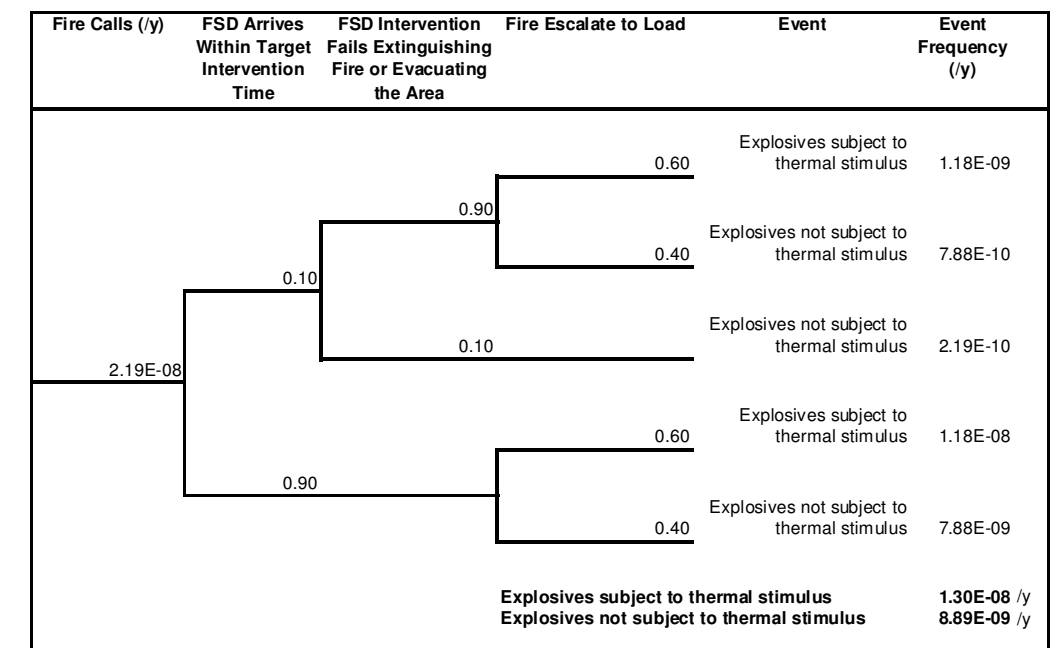 Fire Calls (/y) FSD Arrives FSD Intervention Fire Escalate to Load Event Event
Within Target Fails Extinguishing Frequency
Intervention Fire or Evacuating (/y)
Time the Area
Explosives subject to
0.60 thermal stimulus 1.18E-09
0.90
Explosives not subject to
0.40 thermal stimulus 7.88E-10
0.10
Explosives not subject to
0.10 thermal stimulus 2.19E-10
2.19E-08
Explosives subject to
0.60 thermal stimulus 1.18E-08
0.90
Explosives not subject to
0.40 thermal stimulus 7.88E-09
Explosives subject to thermal stimulus 1.30E-08 /y
Explosives not subject to thermal stimulus 8.89E-09 /y